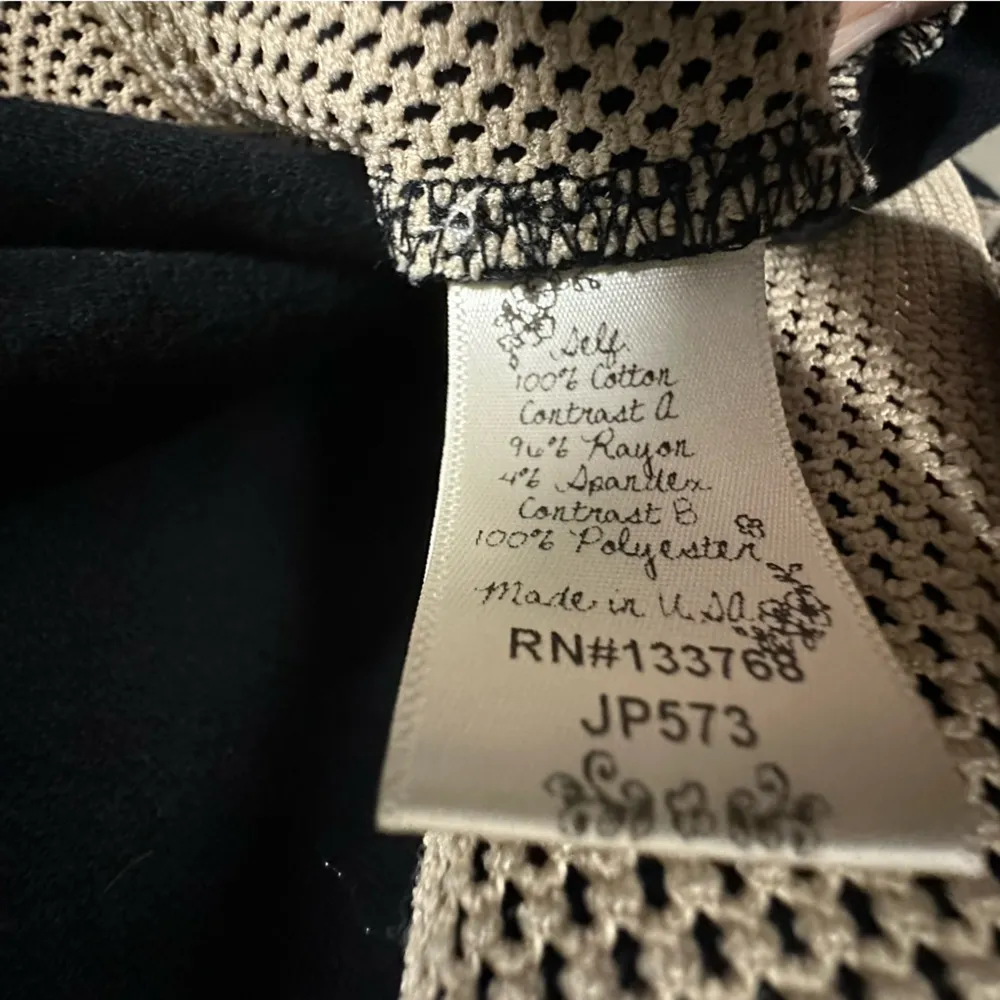 Self
100% Cotton
Contrast A
96% Rayon
4% Spandex
Contrast B
100% Polyester
Made in U.S.A.
RN#133768
JP573